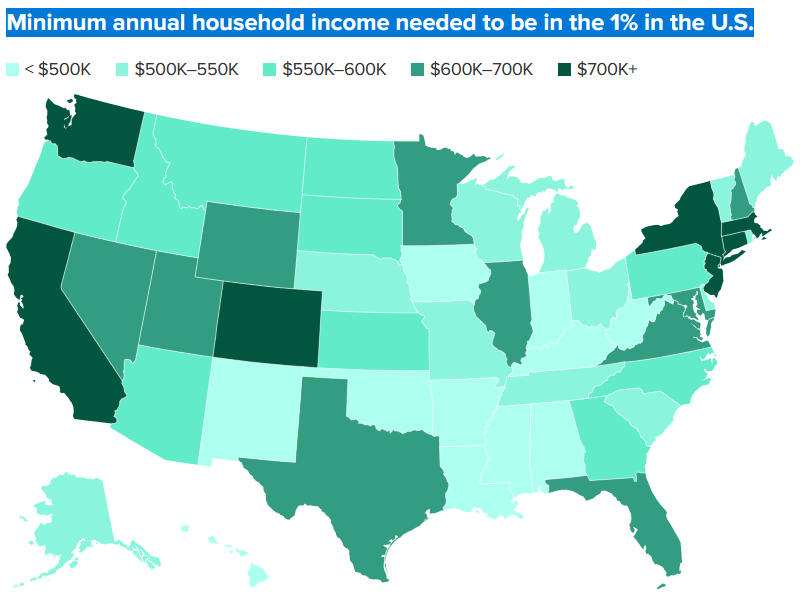 Minimum annual household income needed to be in the 1% in the U.S.
< $500K $500K–550K $550K–600K $600K–700K $700K+